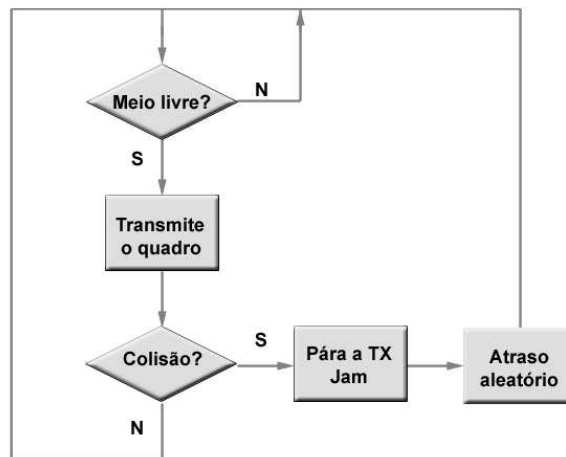 Meio livre?
N
S
Transmite
o quadro
Colisão?
S
Pára a TX
Jam
Atraso
aleatório
N